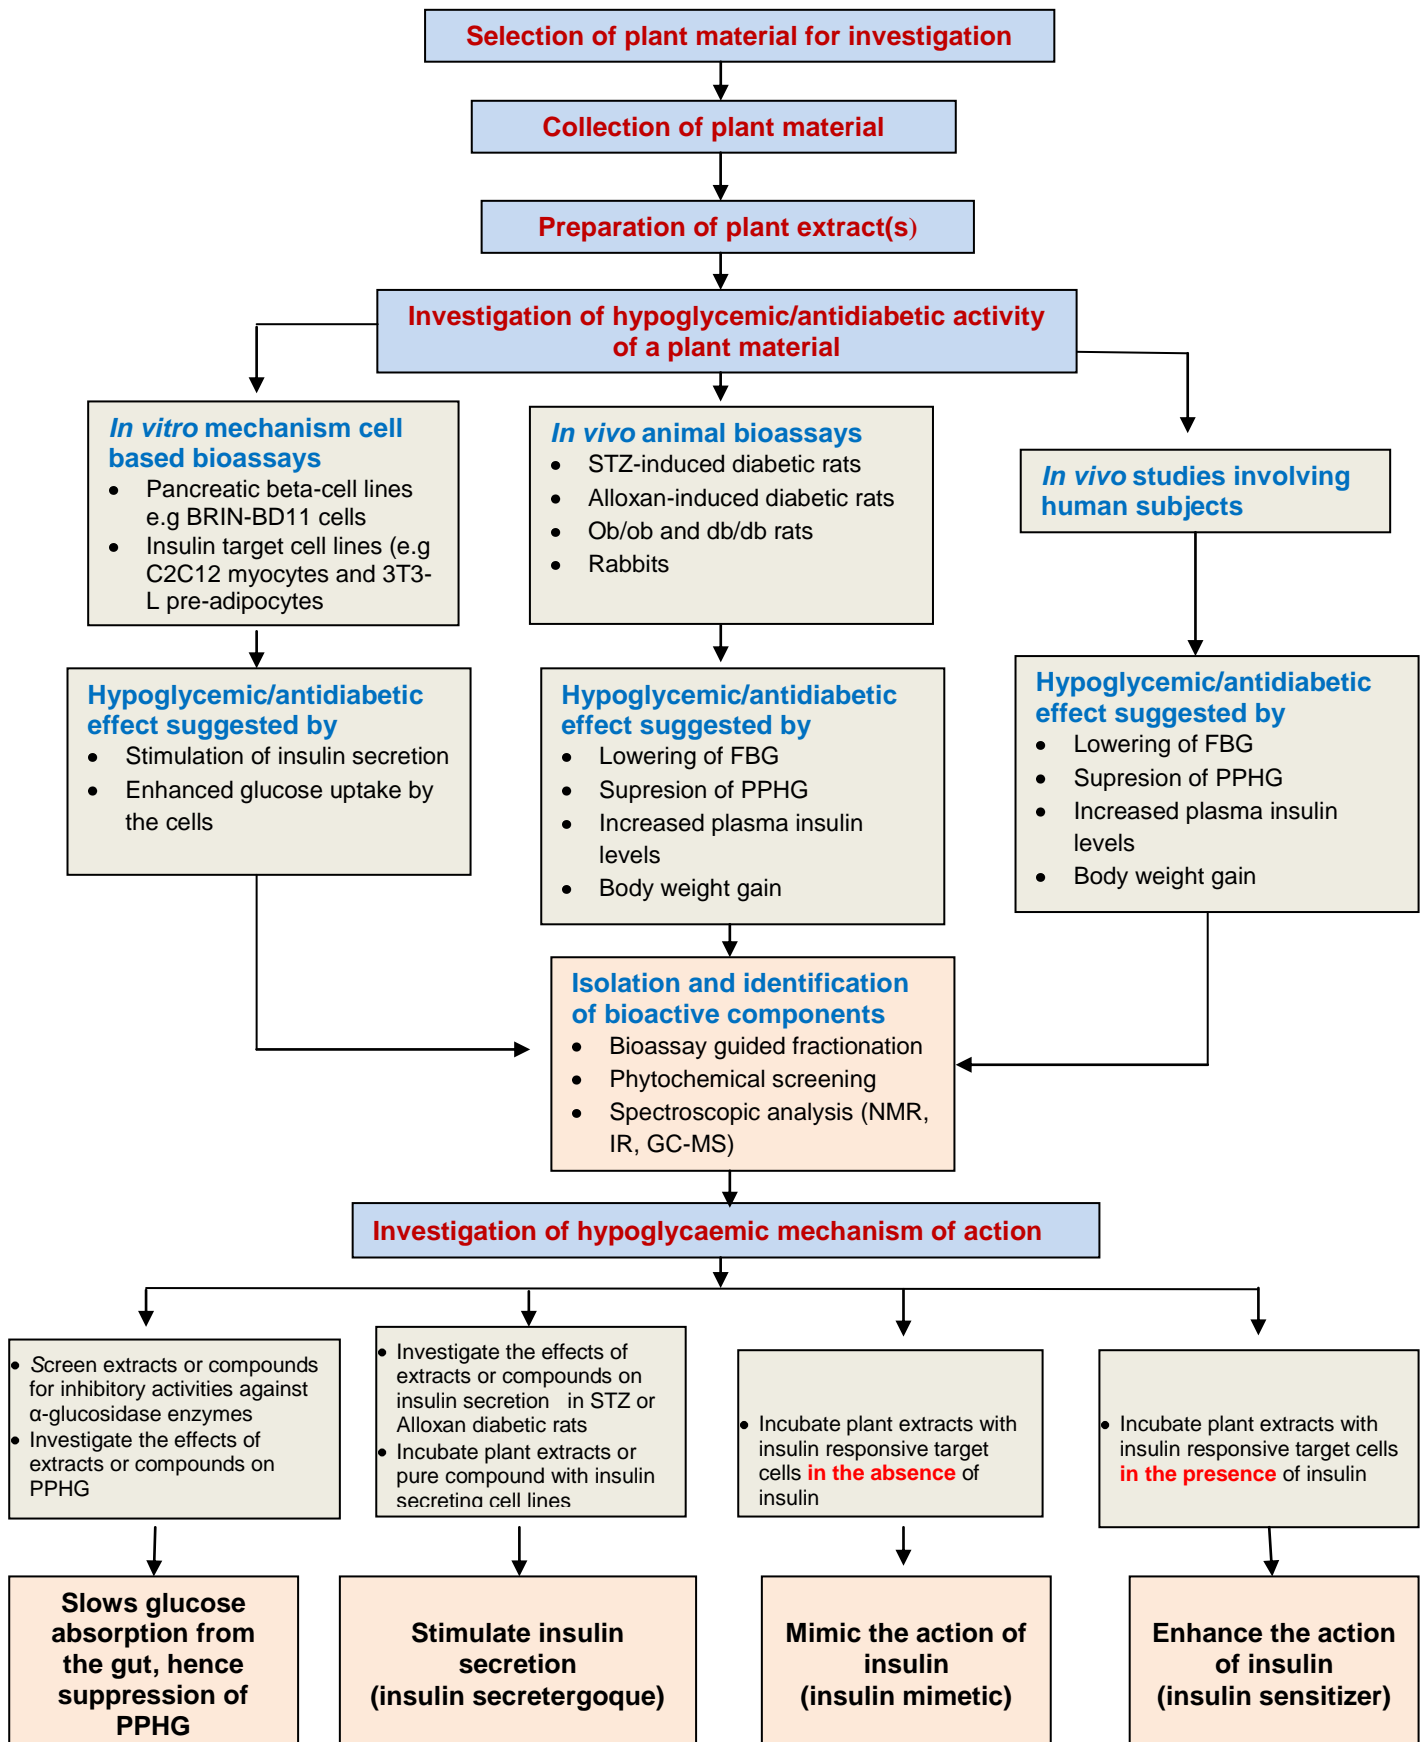 Selection of plant material for investigation
Collection of plant material
Preparation of plant extract(s)
Investigation of hypoglycemic/antidiabetic activity
of a plant material
In vitro mechanism cell
based bioassays
• Pancreatic beta-cell lines
e.g BRIN-BD11 cells
• Insulin target cell lines (e.g
C2C12 myocytes and 3T3-
L pre-adipocytes
In vivo animal bioassays
• STZ-induced diabetic rats
• Alloxan-induced diabetic rats
• Ob/ob and db/db rats
• Rabbits
In vivo studies involving
human subjects
Hypoglycemic/antidiabetic
effect suggested by
• Stimulation of insulin secretion
• Enhanced glucose uptake by
the cells
Hypoglycemic/antidiabetic
effect suggested by
• Lowering of FBG
• Supresion of PPHG
• Increased plasma insulin
levels
• Body weight gain
Hypoglycemic/antidiabetic
effect suggested by
• Lowering of FBG
• Supresion of PPHG
• Increased plasma insulin
levels
• Body weight gain
Isolation and identification
of bioactive components
• Bioassay guided fractionation
• Phytochemical screening
• Spectroscopic analysis (NMR,
IR, GC-MS)
Investigation of hypoglycaemic mechanism of action
• Screen extracts or compounds
for inhibitory activities against
α-glucosidase enzymes
• Investigate the effects of
extracts or compounds on
PPHG
• Investigate the effects of
extracts or compounds on
insulin secretion in STZ or
Alloxan diabetic rats
• Incubate plant extracts or
pure compound with insulin
secreting cell lines
• Incubate plant extracts with
insulin responsive target
cells in the absence of
insulin
• Incubate plant extracts with
insulin responsive target cells
in the presence of insulin
Slows glucose
absorption from
the gut, hence
suppression of
PPHG
Stimulate insulin
secretion
(insulin secretergoque)
Mimic the action of
insulin
(insulin mimetic)
Enhance the action
of insulin
(insulin sensitizer)